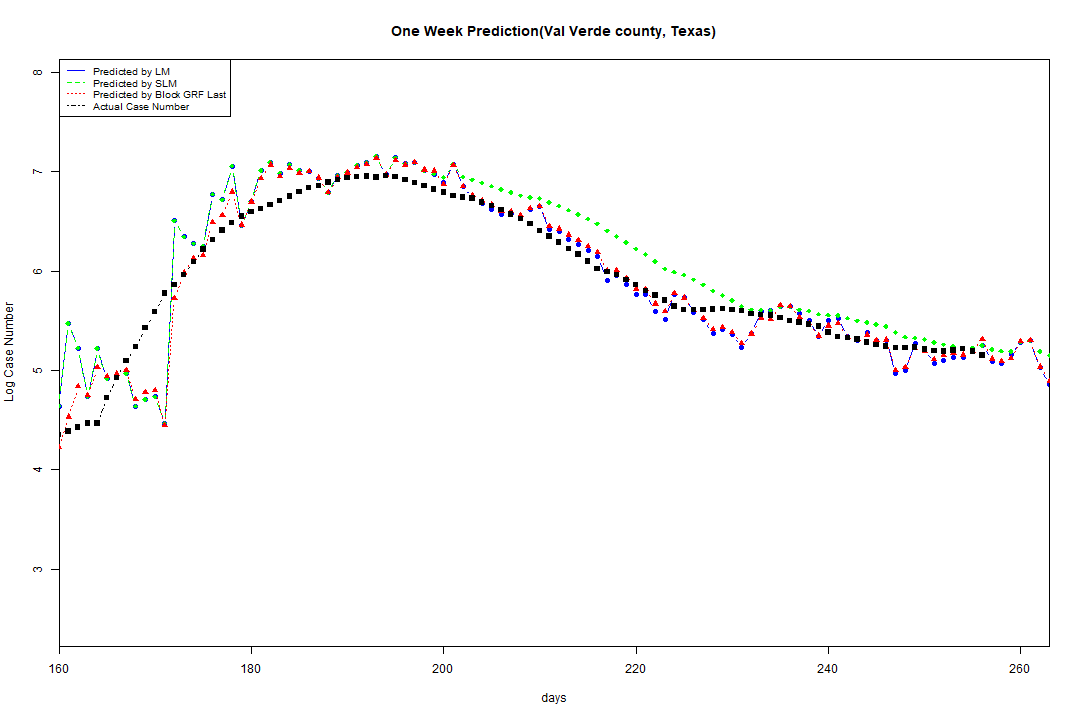 One Week Prediction(Val Verde county, Texas)
Predicted by LM
Predicted by SLM
Predicted by Block GRF Last
Actual Case Number
8
7
6
5
4
3
Log Case Number
160 180 200 220 240 260
days